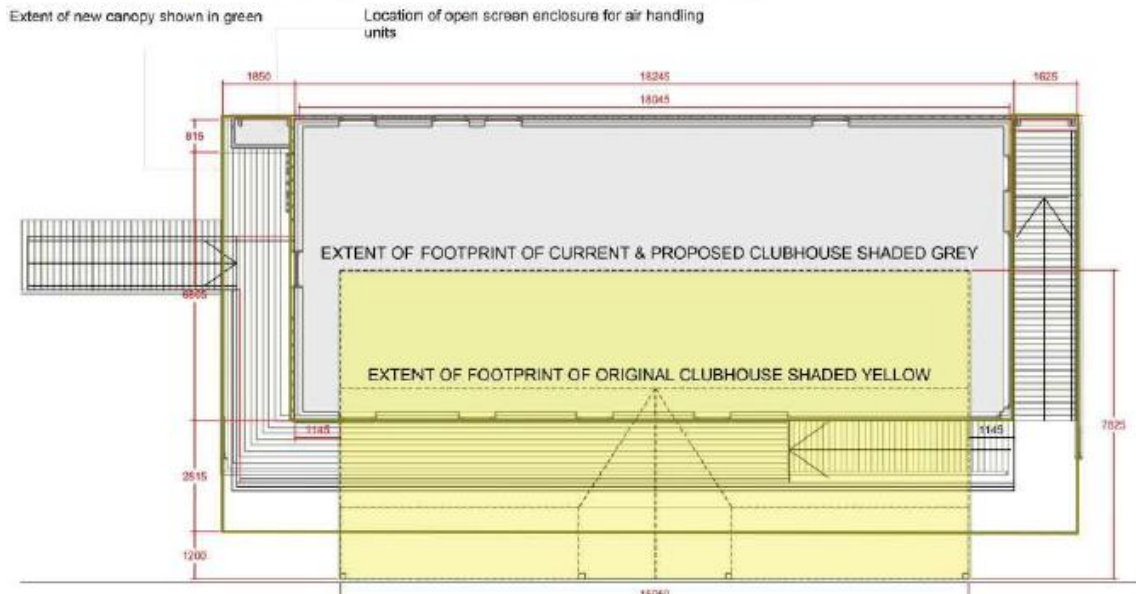 Extent of new canopy shown in green
Location of open screen enclosure for air handling
units
1850
18245
1625
18045
815
EXTENT OF FOOTPRINT OF CURRENT & PROPOSED CLUBHOUSE SHADED GREY
EXTENT OF FOOTPRINT OF ORIGINAL CLUBHOUSE SHADED YELLOW
1145
1145
7825
2815
1200